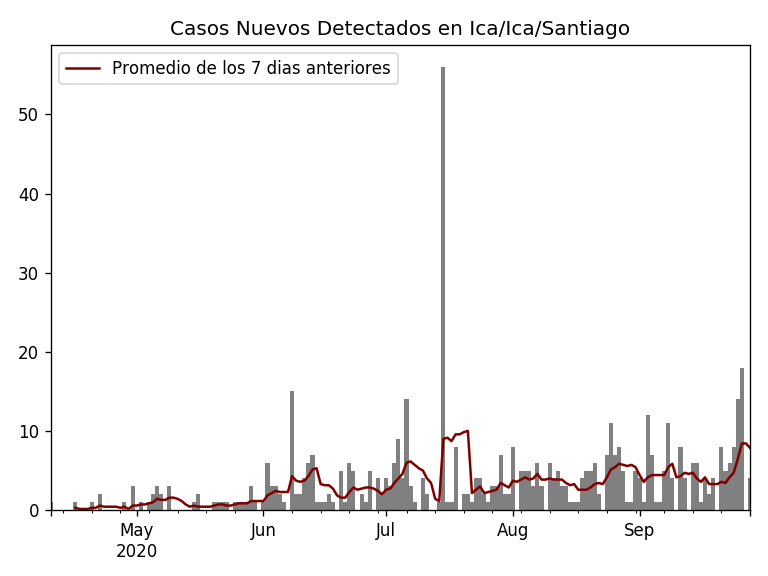 Casos Nuevos Detectados en Ica/Ica/Santiago
Promedio de los 7 dias anteriores
50
40
30
20
10
0
May Jun Jul Aug Sep
2020